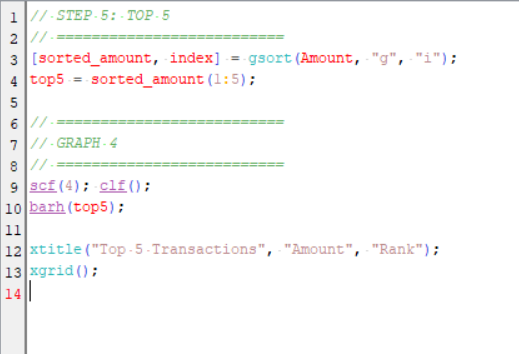 1 // STEP 5: TOP 5
2 // ===========================
3 [sorted_amount, index] = gsort(Amount, "g", "i");
4 top5 = sorted_amount(1:5);
5
6 // ===========================
7 // GRAPH 4
8 // ===========================
9 scf(4); clf();
10 barh(top5);
11
12 xtitle("Top 5 Transactions", "Amount", "Rank");
13 xgrid();
14